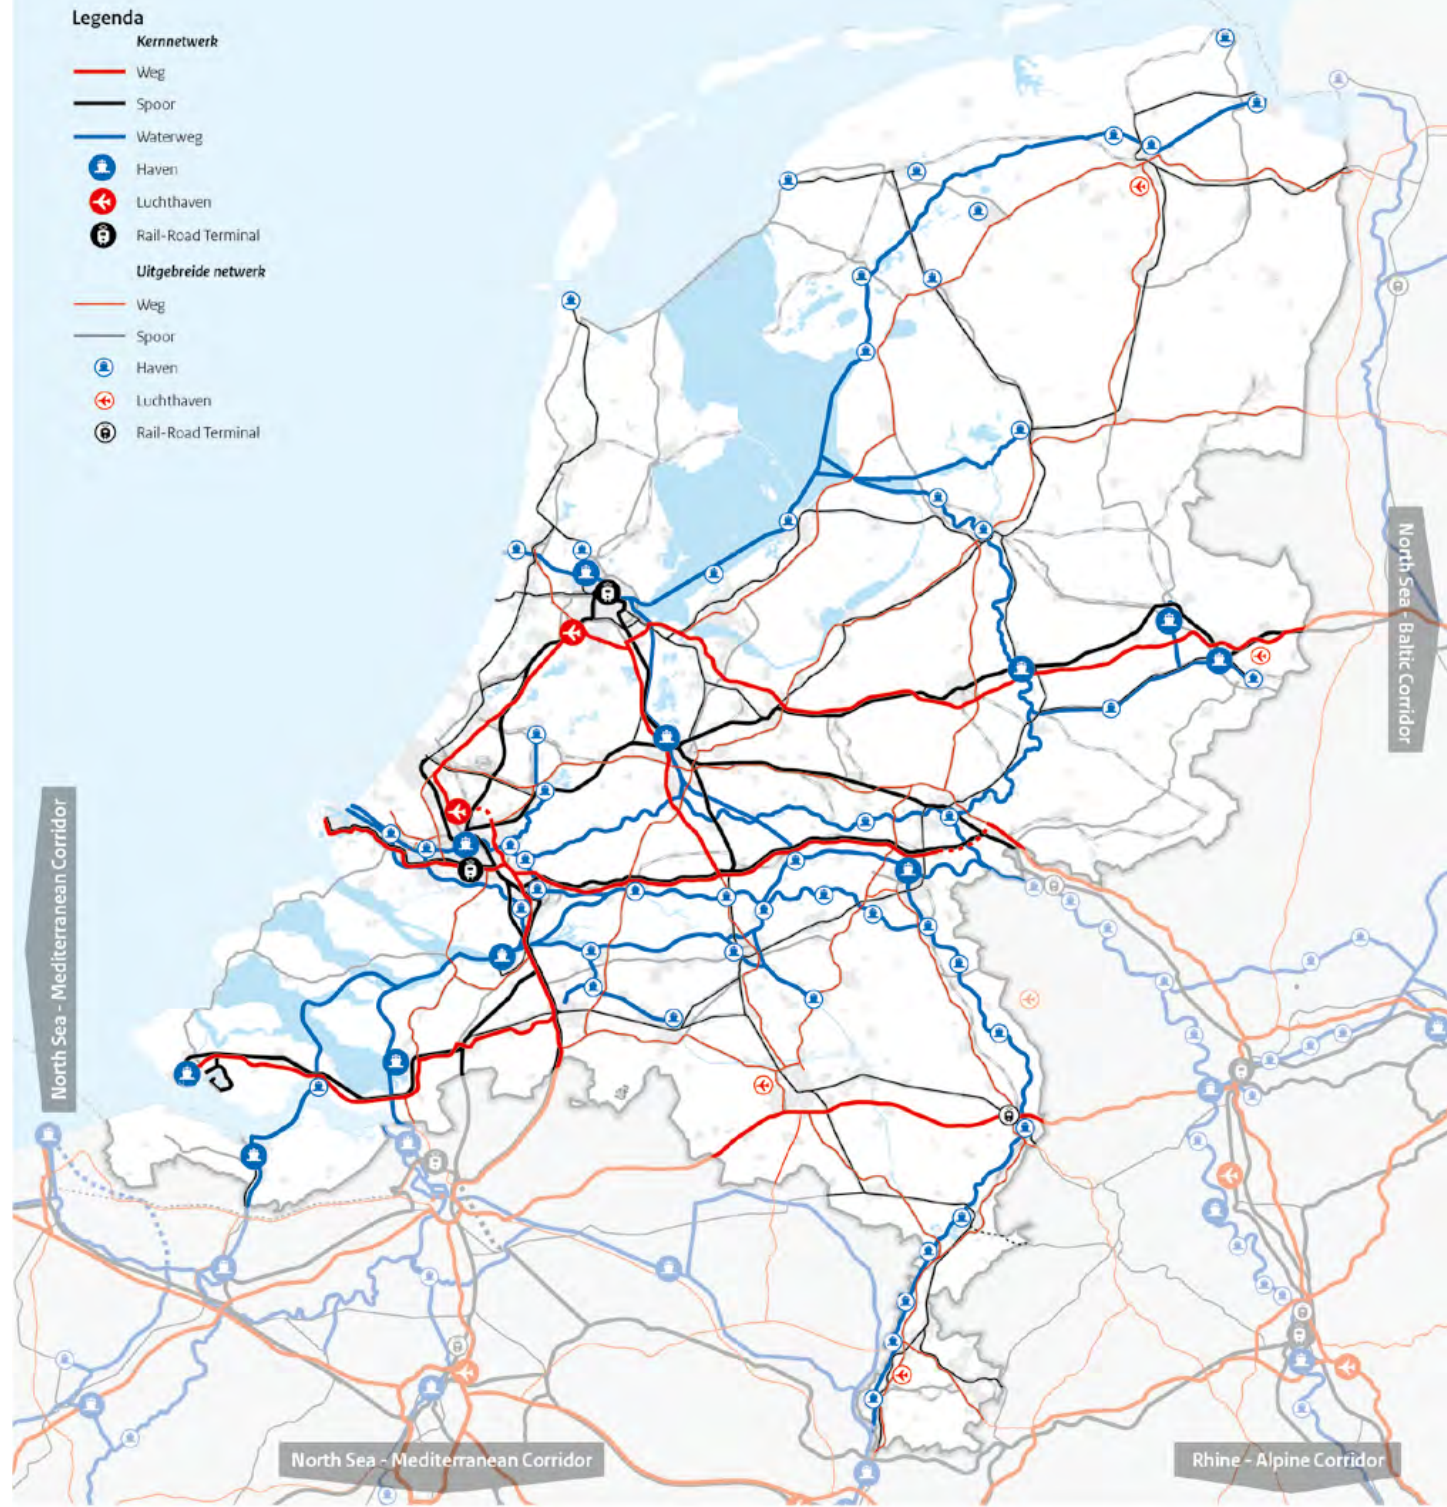 Legenda
Kernnetwerk
Weg
Spoor
Waterweg
Haven
Luchthaven
Rail-Road Terminal
Uitgebreide netwerk
Weg
Spoor
Haven
Luchthaven
Rail-Road Terminal
North Sea - Baltic Corridor
North Sea - Mediterranean Corridor
North Sea - Mediterranean Corridor
Rhine - Alpine Corridor